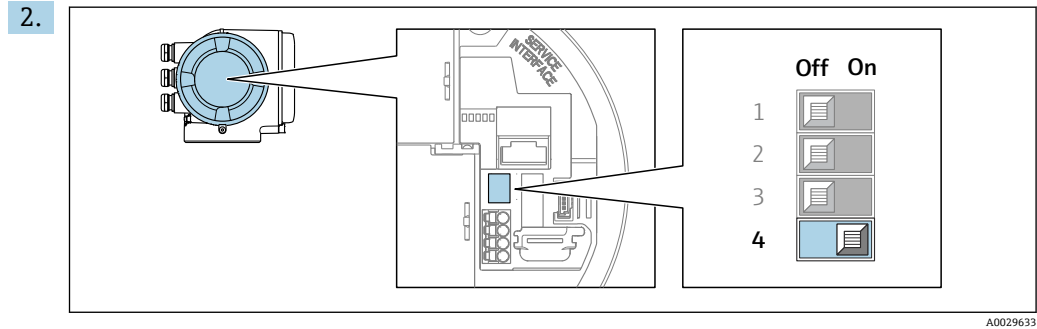 2.
SERVICE
INTERFACE
Off On
1
2
3
4
A0029633